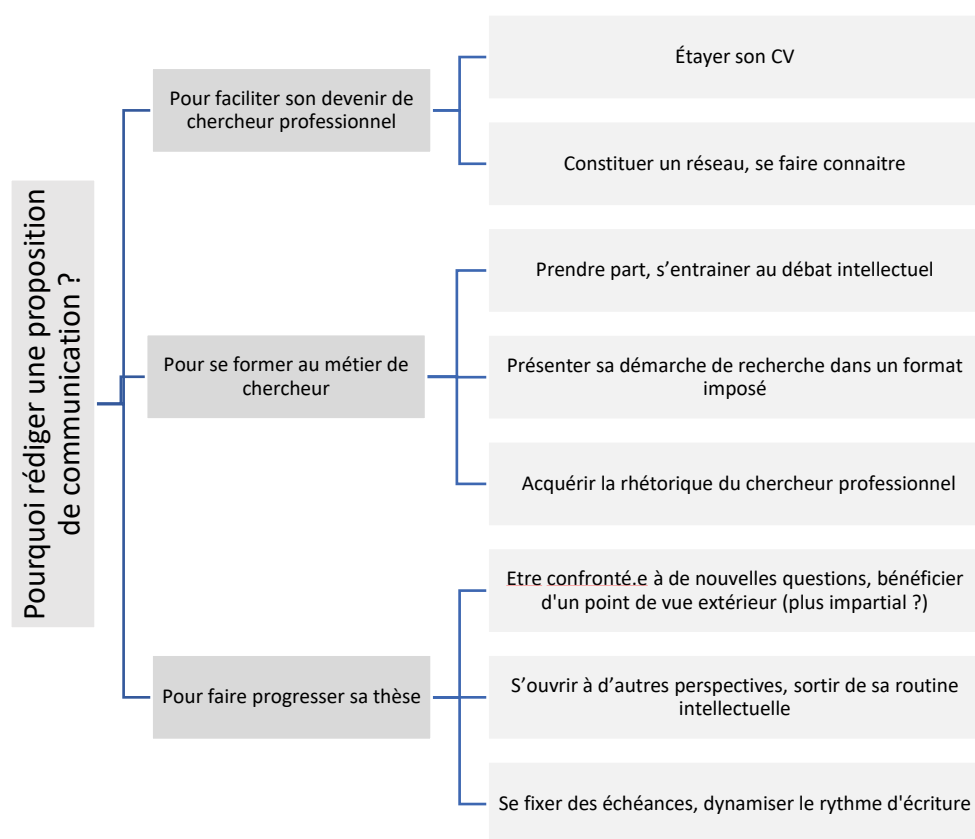 Pourquoi rédiger une proposition
de communication ?
Pour faciliter son devenir de
chercheur professionnel
Étayer son CV
Constituer un réseau, se faire connaitre
Pour se former au métier de
chercheur
Prendre part, s’entrainer au débat intellectuel
Présenter sa démarche de recherche dans un format
imposé
Acquérir la rhétorique du chercheur professionnel
Pour faire progresser sa thèse
Etre confronté.e à de nouvelles questions, bénéficier
d'un point de vue extérieur (plus impartial ?)
S’ouvrir à d’autres perspectives, sortir de sa routine
intellectuelle
Se fixer des échéances, dynamiser le rythme d'écriture